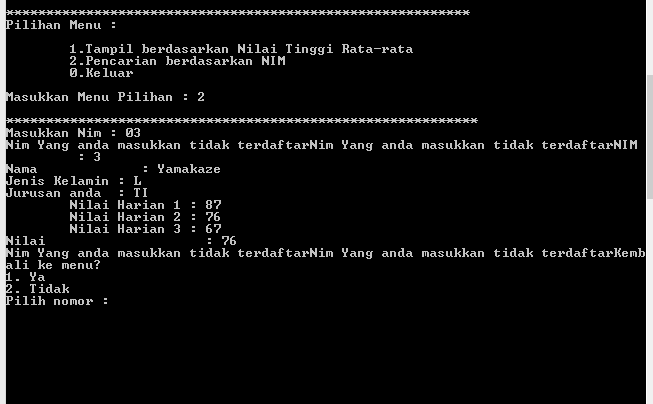 **********************************************************
Pilihan Menu :
1.Tampil berdasarkan Nilai Tinggi Rata-rata
2.Pencarian berdasarkan NIM
0.Keluar
Masukkan Menu Pilihan : 2
***********************************************************
Masukkan Nim : 03
Nim Yang anda masukkan tidak terdaftarNim Yang anda masukkan tidak terdaftarNIM
: 3
Nama : Yamakaze
Jenis Kelamin : L
Jurusan anda : TI
Nilai Harian 1 : 87
Nilai Harian 2 : 76
Nilai Harian 3 : 67
Nilai : 76
Nim Yang anda masukkan tidak terdaftarNim Yang anda masukkan tidak terdaftarKemb
ali ke menu?
1. Ya
2. Tidak
Pilih nomor :